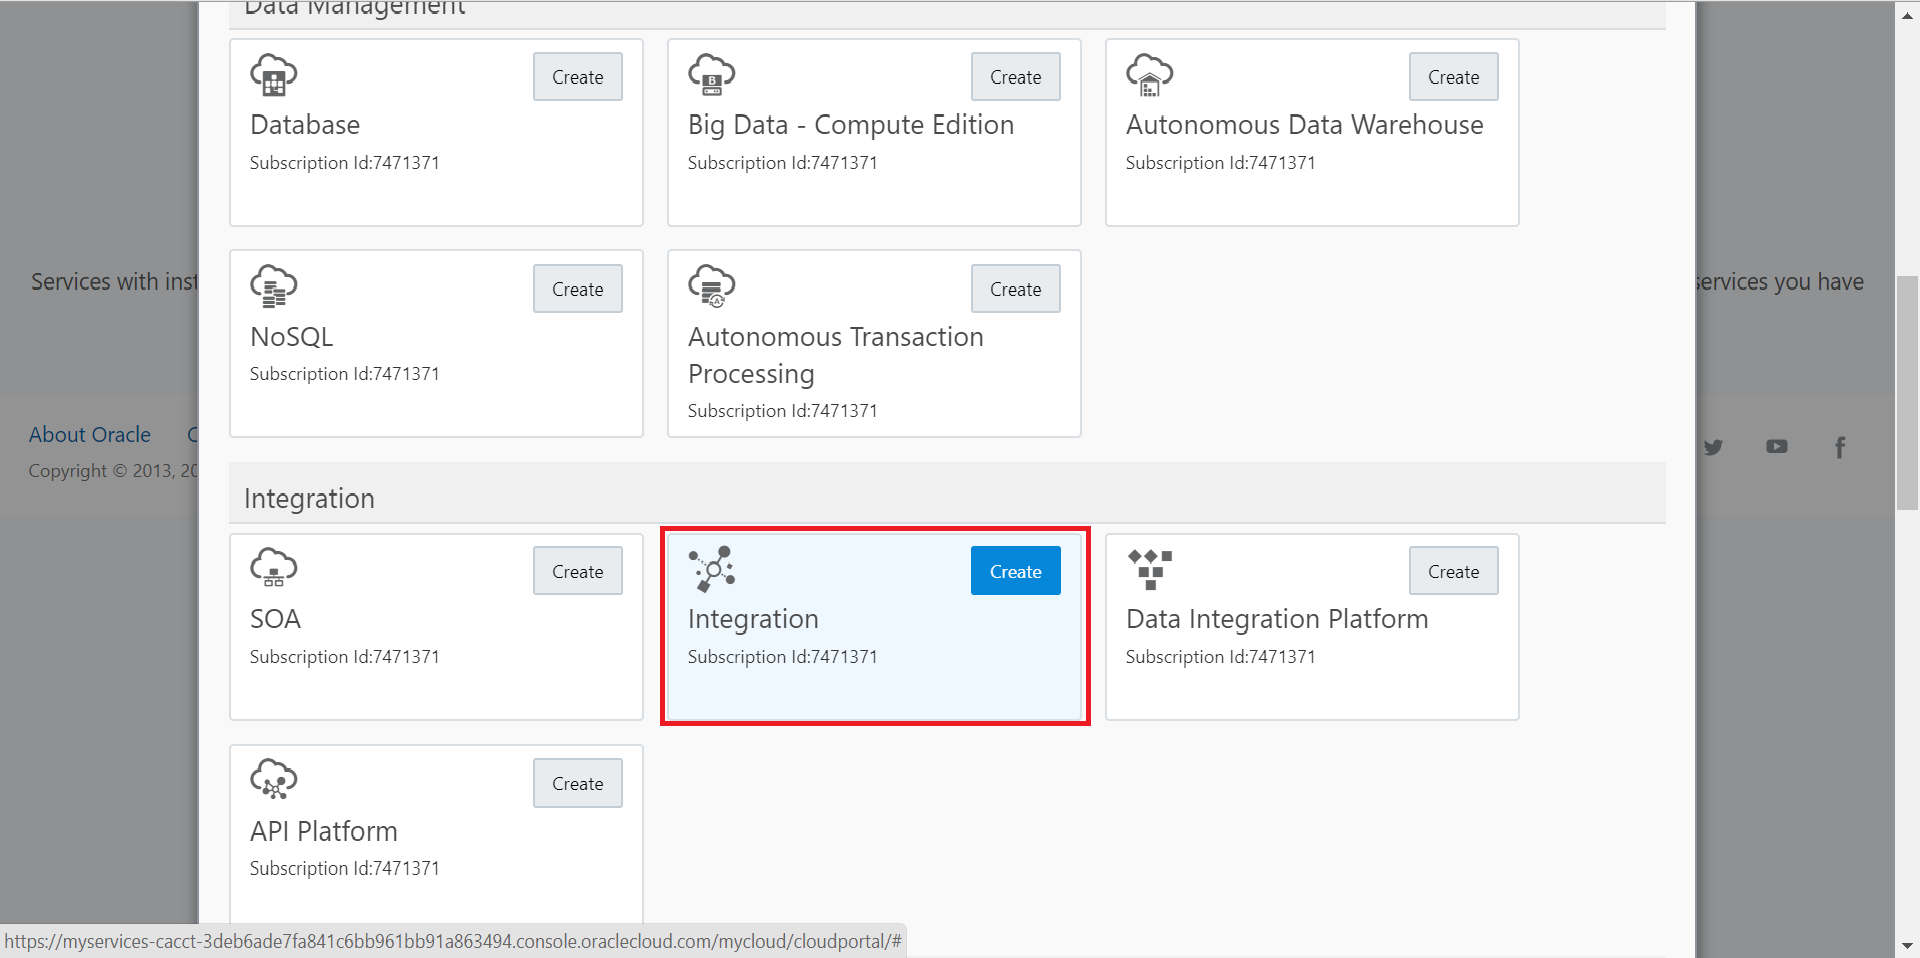 Data Management
Create
Create
Create
Database
Big Data - Compute Edition
Autonomous Data Warehouse
Subscription Id:7471371
Subscription Id:7471371
Subscription Id:7471371
Create
Create
Services with inst
services you have
NoSQL
Autonomous Transaction
Processing
Subscription Id:7471371
Subscription Id:7471371
About Oracle C
Copyright © 2013, 20
Integration
Create
Create
Create
SOA
Integration
Data Integration Platform
Subscription Id:7471371
Subscription Id:7471371
Subscription Id:7471371
Create
API Platform
Subscription Id:7471371
https://myservices-cacct-3deb6ade7fa841c6bb961bb91a863494.console.oraclecloud.com/mycloud/cloudportal/#